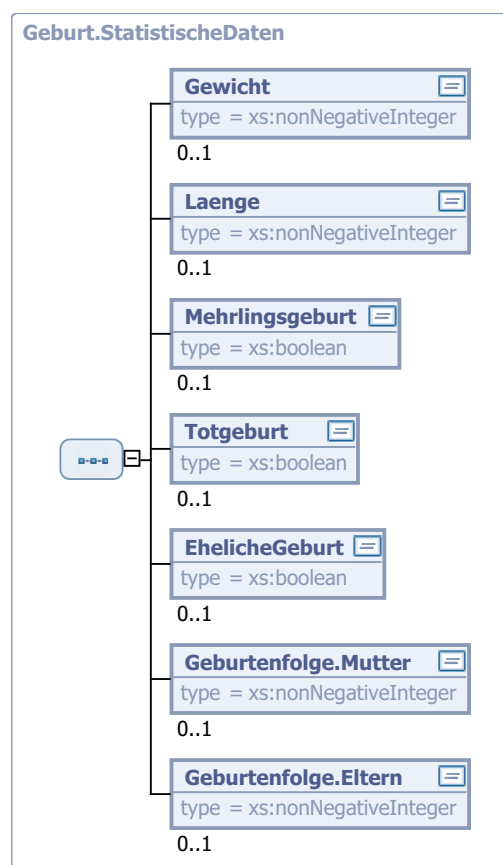 Geburt.StatistischeDaten
Gewicht
type = xs:nonNegativeInteger
0..1
Laenge
type = xs:nonNegativeInteger
0..1
Mehrlingsgeburt
type = xs:boolean
0..1
Totgeburt
type = xs:boolean
0..1
EhelicheGeburt
type = xs:boolean
0..1
Geburtenfolge.Mutter
type = xs:nonNegativeInteger
0..1
Geburtenfolge.Eltern
type = xs:nonNegativeInteger
0..1